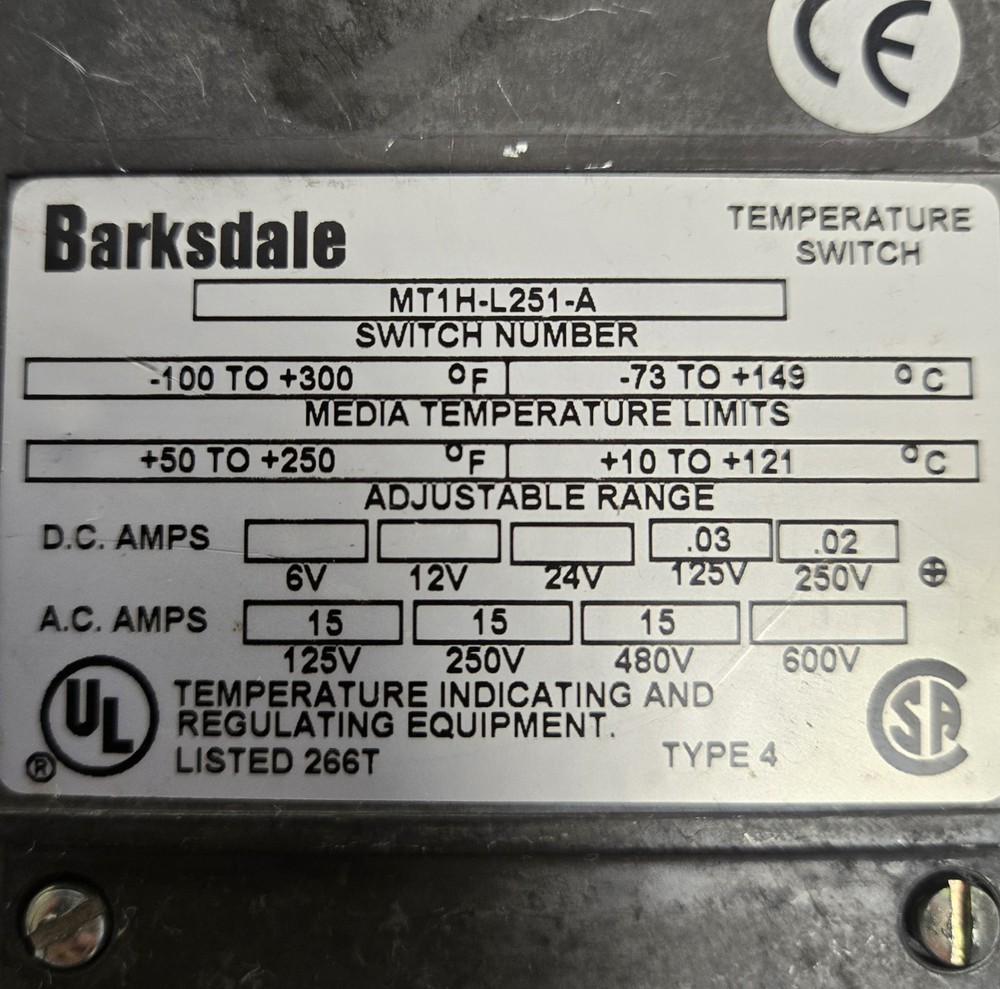 CE
Barksdale
TEMPERATURE
SWITCH
MT1H-L251-A
SWITCH NUMBER
-100 TO +300 °F -73 TO +149 °C
MEDIA TEMPERATURE LIMITS
+50 TO +250 °F +10 TO +121 °C
ADJUSTABLE RANGE
D.C. AMPS .03 .02
6V 12V 24V 125V 250V
A.C. AMPS 15 15 15
125V 250V 480V 600V
UL ® TEMPERATURE INDICATING AND
REGULATING EQUIPMENT.
LISTED 266T TYPE 4
SA